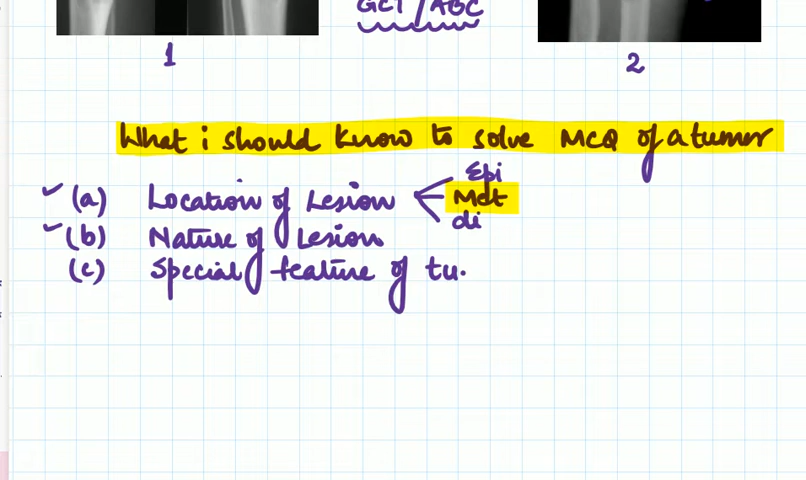 GCT / ABC
1
2
What i should know to solve MCQ of a tumor
(a) Location of Lesion
Epi
Met
di
(b) Nature of Lesion
(c) Special feature of tu.